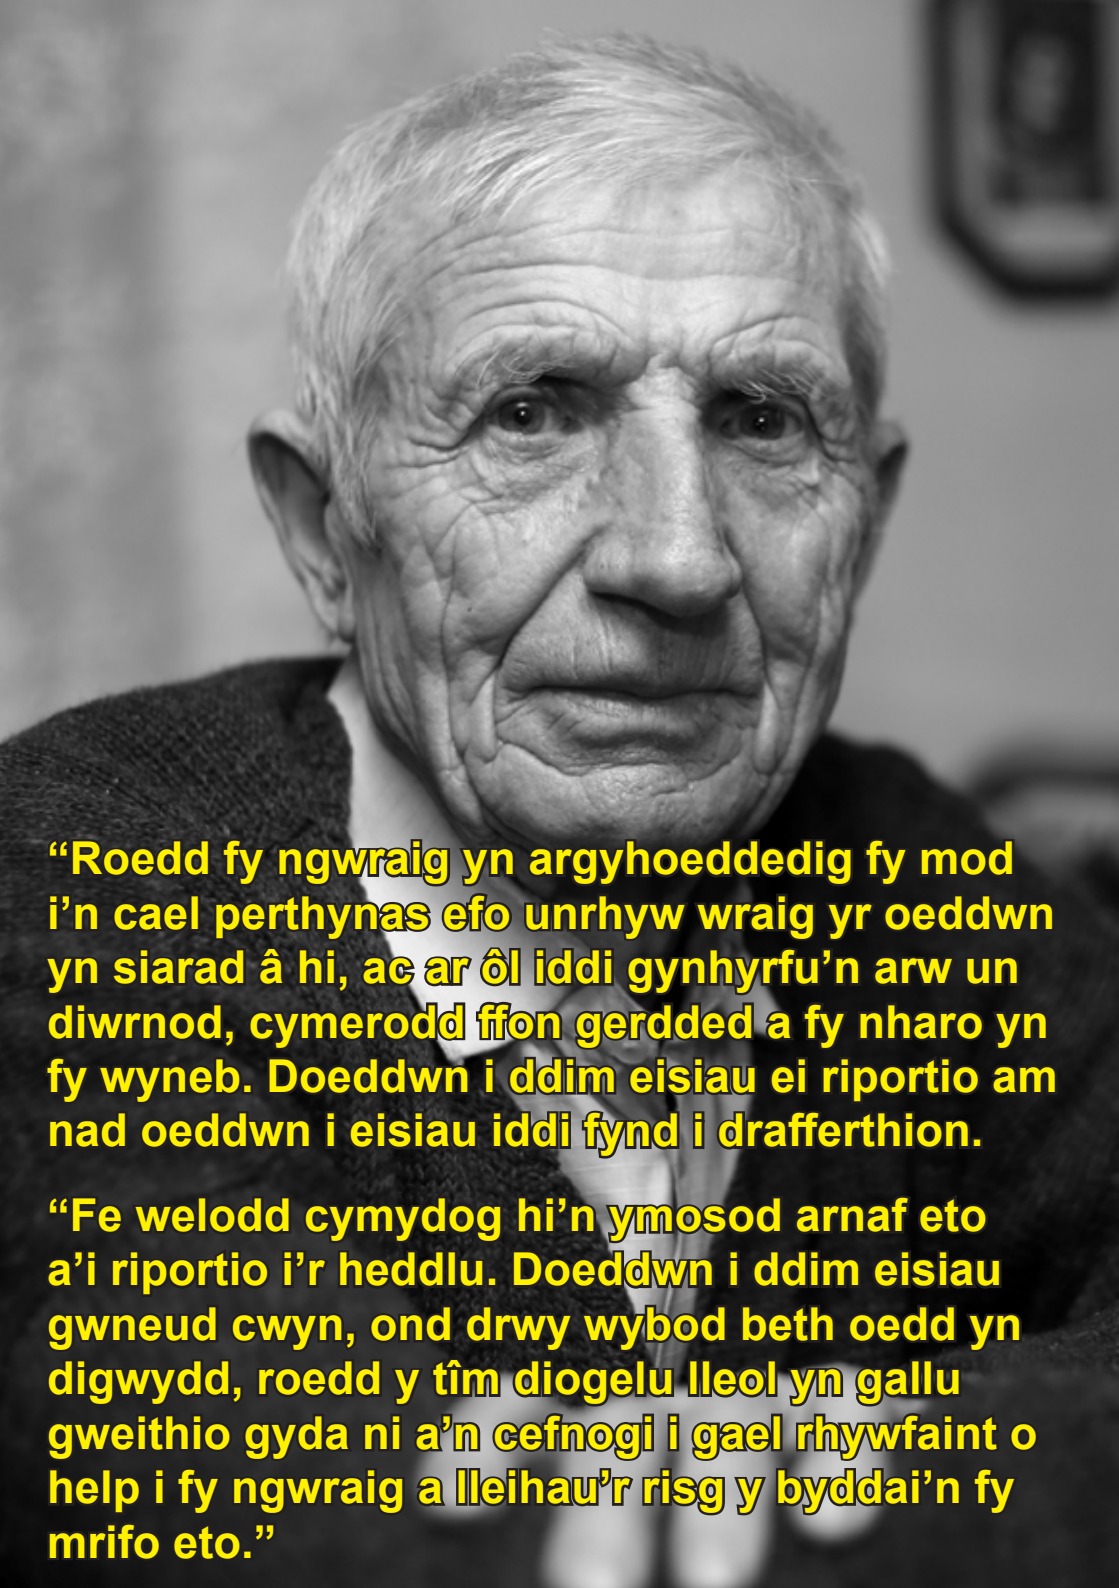 “Roedd fy ngwraig yn argyhoeddedig fy mod
i’n cael perthynas efo unrhyw wraig yr oeddwn
yn siarad â hi, ac ar ôl iddi gynhyrfu’n arw un
diwrnod, cymerodd ffon gerdded a fy nharo yn
fy wyneb. Doeddwn i ddim eisiau ei riportio am
nad oeddwn i eisiau iddi fynd i drafferthion.
“Fe welodd cymydog hi’n ymosod arnaf eto
a’i riportio i’r heddlu. Doeddwn i ddim eisiau
gwneud cwyn, ond drwy wybod beth oedd yn
digwydd, roedd y tîm diogelu lleol yn gallu
gweithio gyda ni a’n cefnogi i gael rhywfaint o
help i fy ngwraig a lleihau’r risg y byddai’n fy
mrifo eto.”